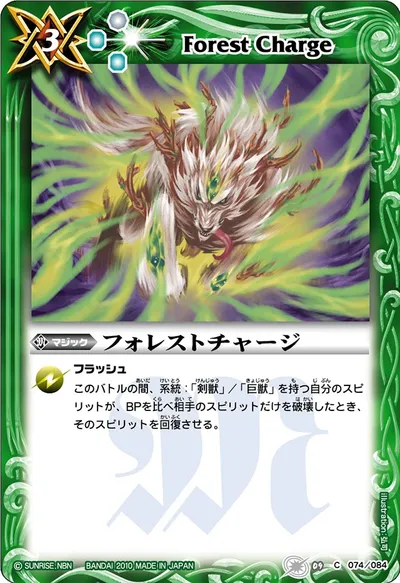 3
Forest Charge
マジック フォレストチャージ
フラッシュ
このバトルの間、系統：「剣獣」／「巨獣」を持つ自分のスピ
リットが、BPを比べ相手のスピリットだけを破壊したとき、
そのスピリットを回復させる。
Illustration: 弘司
©SUNRISE.NBN BANDAI 2010 MADE IN JAPAN 09 C 074/084